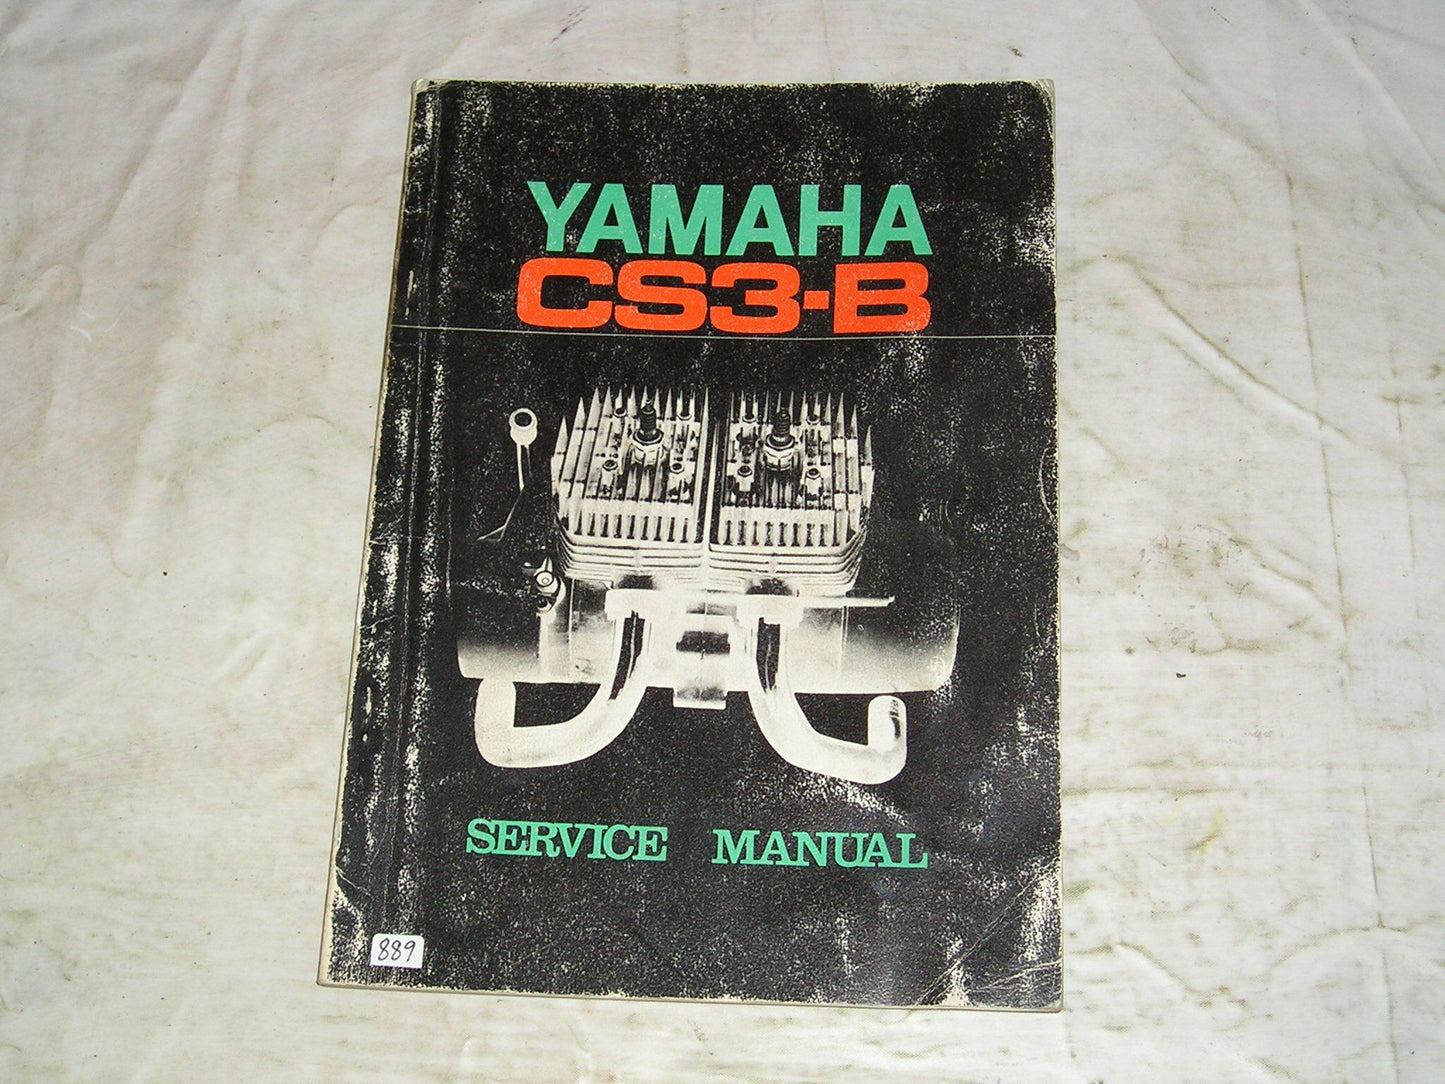 YAMAHA
CS3-B
SERVICE MANUAL
889